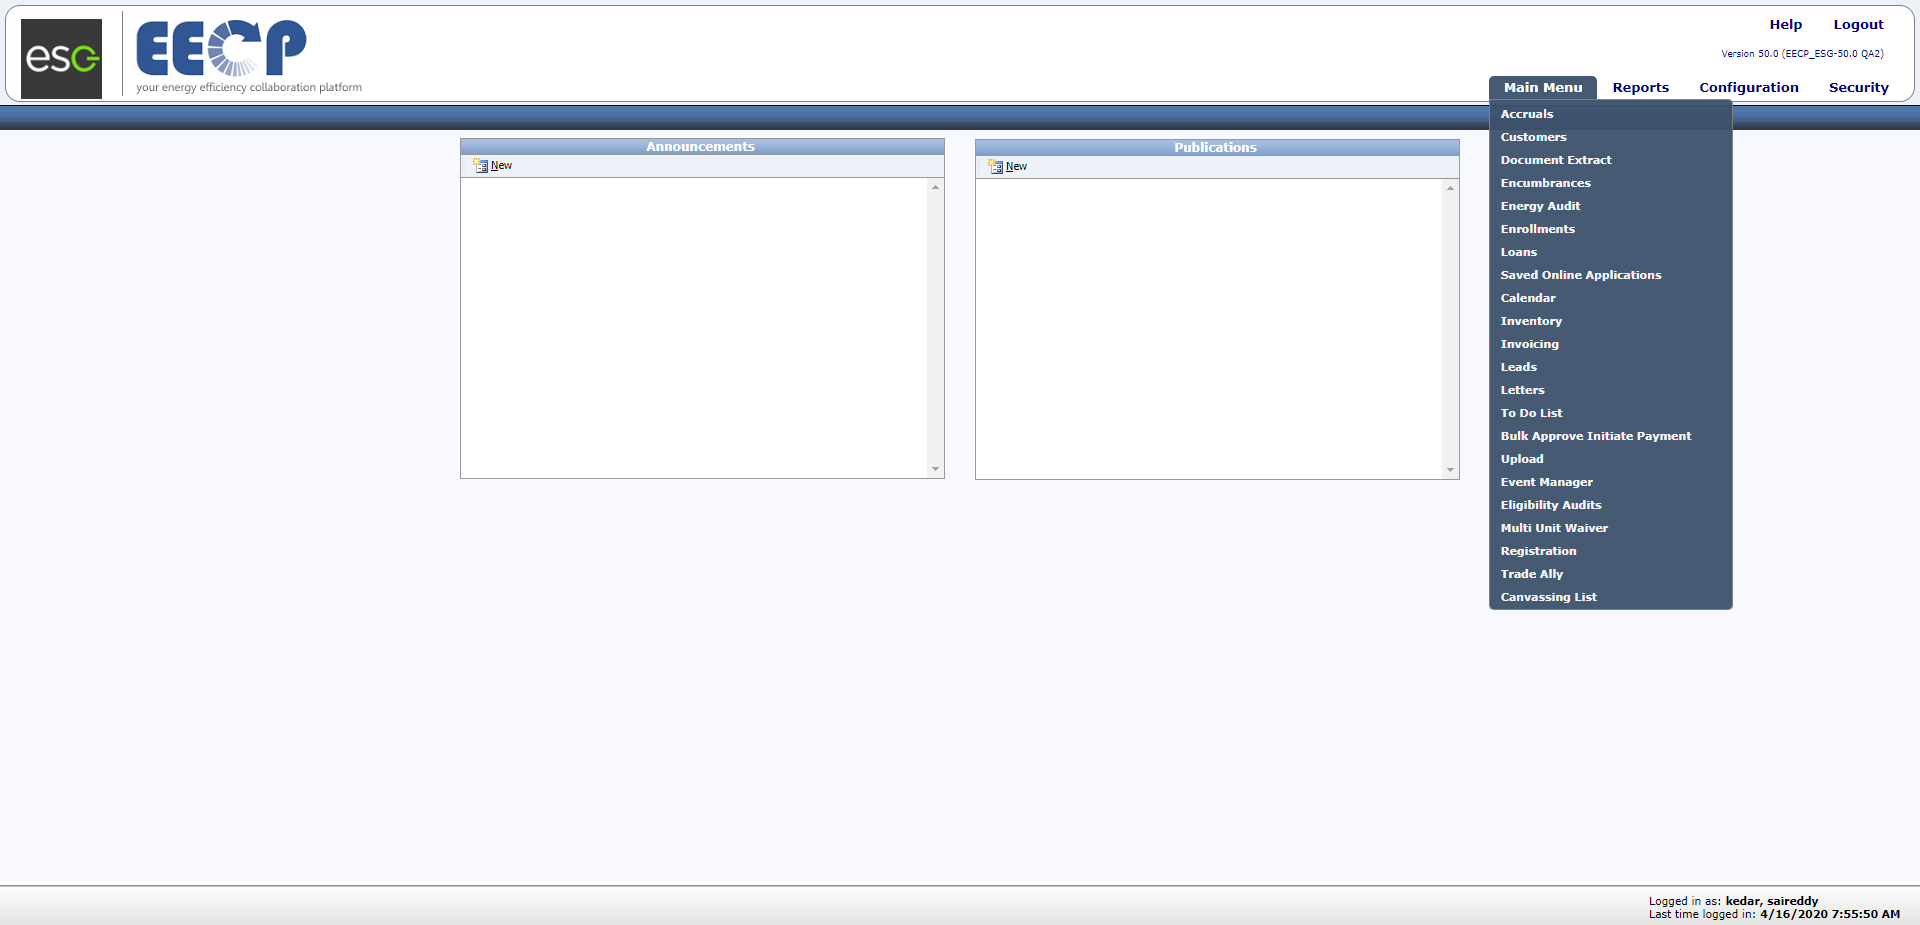 esg
EECP
your energy efficiency collaboration platform
Help Logout
Version 50.0 (EECP_ESG-50.0 QA2)
Main Menu Reports Configuration Security
Accruals
Customers
Document Extract
Encumbrances
Energy Audit
Enrollments
Loans
Saved Online Applications
Calendar
Inventory
Invoicing
Leads
Letters
To Do List
Bulk Approve Initiate Payment
Upload
Event Manager
Eligibility Audits
Multi Unit Waiver
Registration
Trade Ally
Canvassing List
Announcements
New
Publications
New
Logged in as: kedar, saireddy
Last time logged in: 4/16/2020 7:55:50 AM